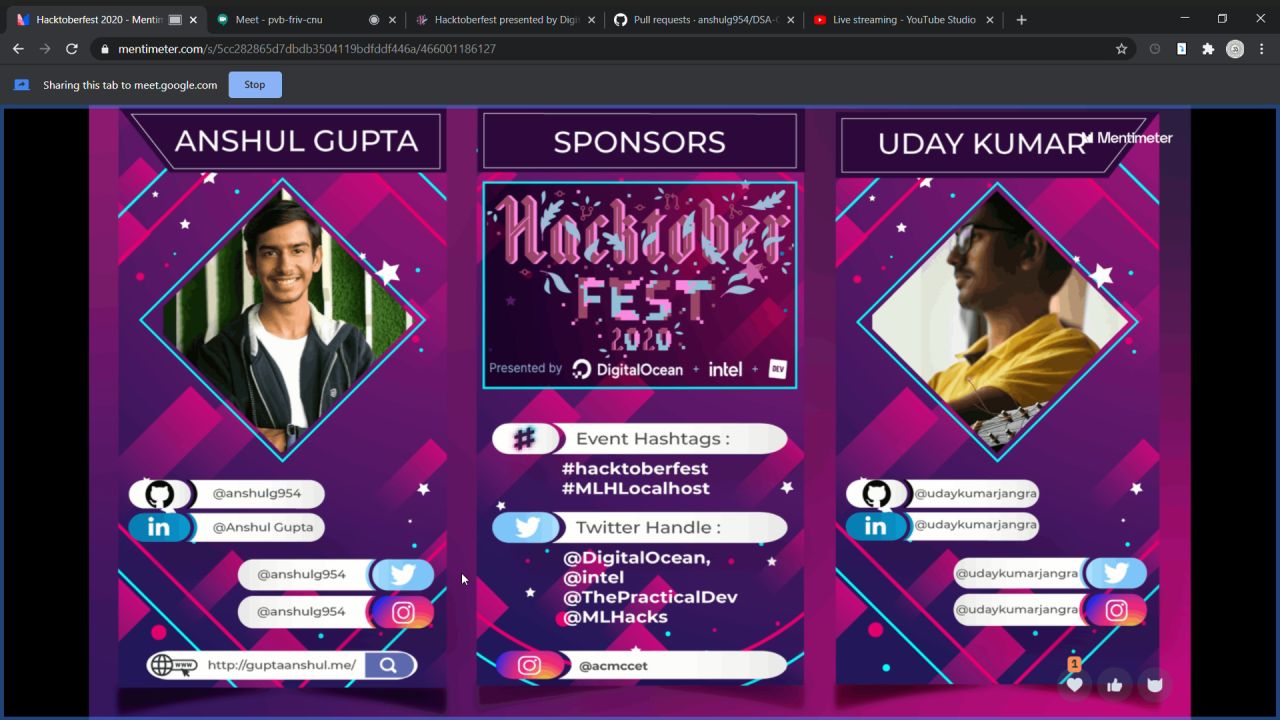 Hacktoberfest 2020 - Mentim
Meet - pvb-friv-cnu
Hacktoberfest presented by Digi
Pull requests · anshulg954/DSA-C
Live streaming - YouTube Studio
mentimeter.com/s/5cc282865d7dbdb3504119bdfddf446a/466001186127
Sharing this tab to meet.google.com
Stop
ANSHUL GUPTA
@anshulg954
in
@Anshul Gupta
@anshulg954
@anshulg954
www
http://guptaanshul.me/
SPONSORS
Hacktober
FEST
2020
Presented by DigitalOcean + intel + DEV
# Event Hashtags :
#hacktoberfest
#MLHLocalhost
Twitter Handle :
@DigitalOcean,
@intel
@ThePracticalDev
@MLHacks
@acmccet
UDAY KUMAR
Mentimeter
@udaykumarjangra
in
@udaykumarjangra
@udaykumarjangra
@udaykumarjangra
1